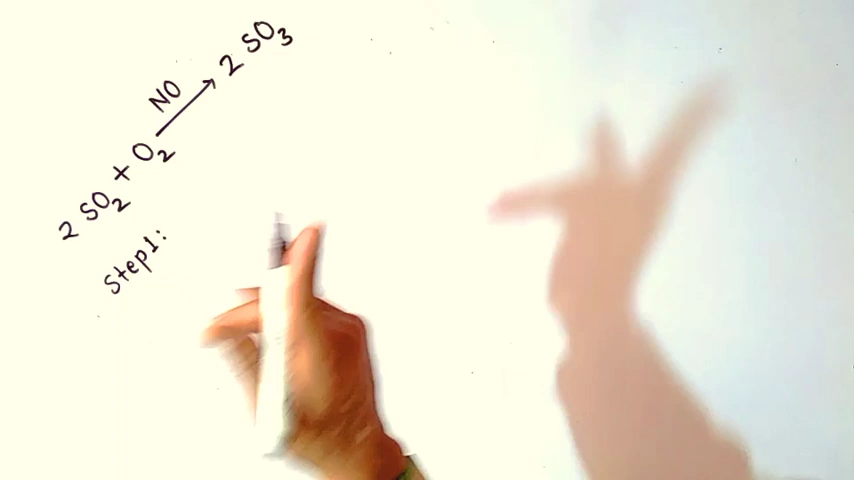 2 SO₂ + O₂ NO → 2 SO₃
Step1: